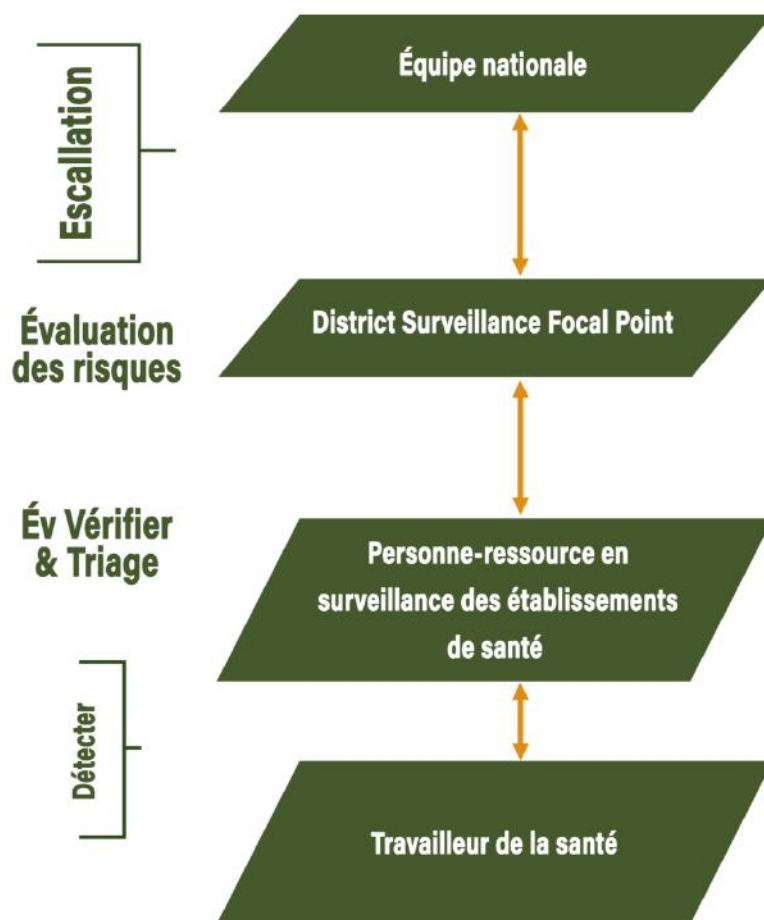 Équipe nationale
Escallation
District Surveillance Focal Point
Évaluation
des risques
Év Vérifier
& Triage
Personne-ressource en
surveillance des établissements
de santé
Détecter
Travailleur de la santé